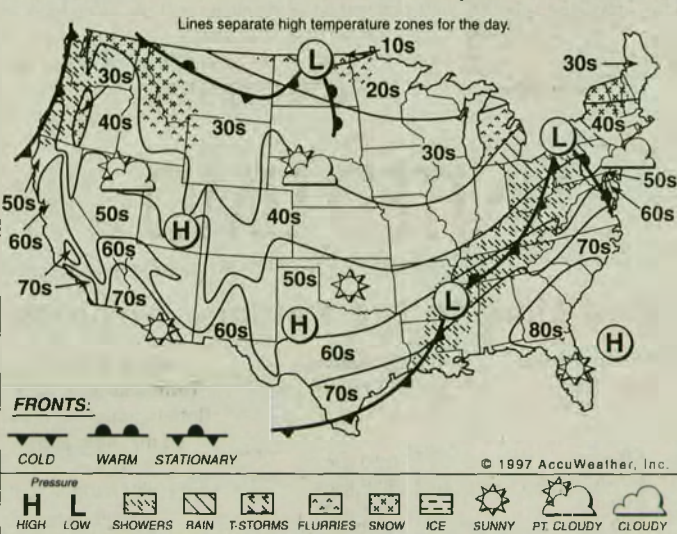 Lines separate high temperature zones for the day.
L
10s
30s
30s
20s
40s
30s
30s
L
40s
50s
50s
60s
50s
60s
H
40s
60s
70s
70s
70s
50s
60s
H
L
60s
80s
H
70s
FRONTS:
COLD WARM STATIONARY
© 1997 AccuWeather, Inc.
Pressure
H L
HIGH LOW SHOWERS RAIN T-STORMS FLURRIES SNOW ICE SUNNY PT. CLOUDY CLOUDY